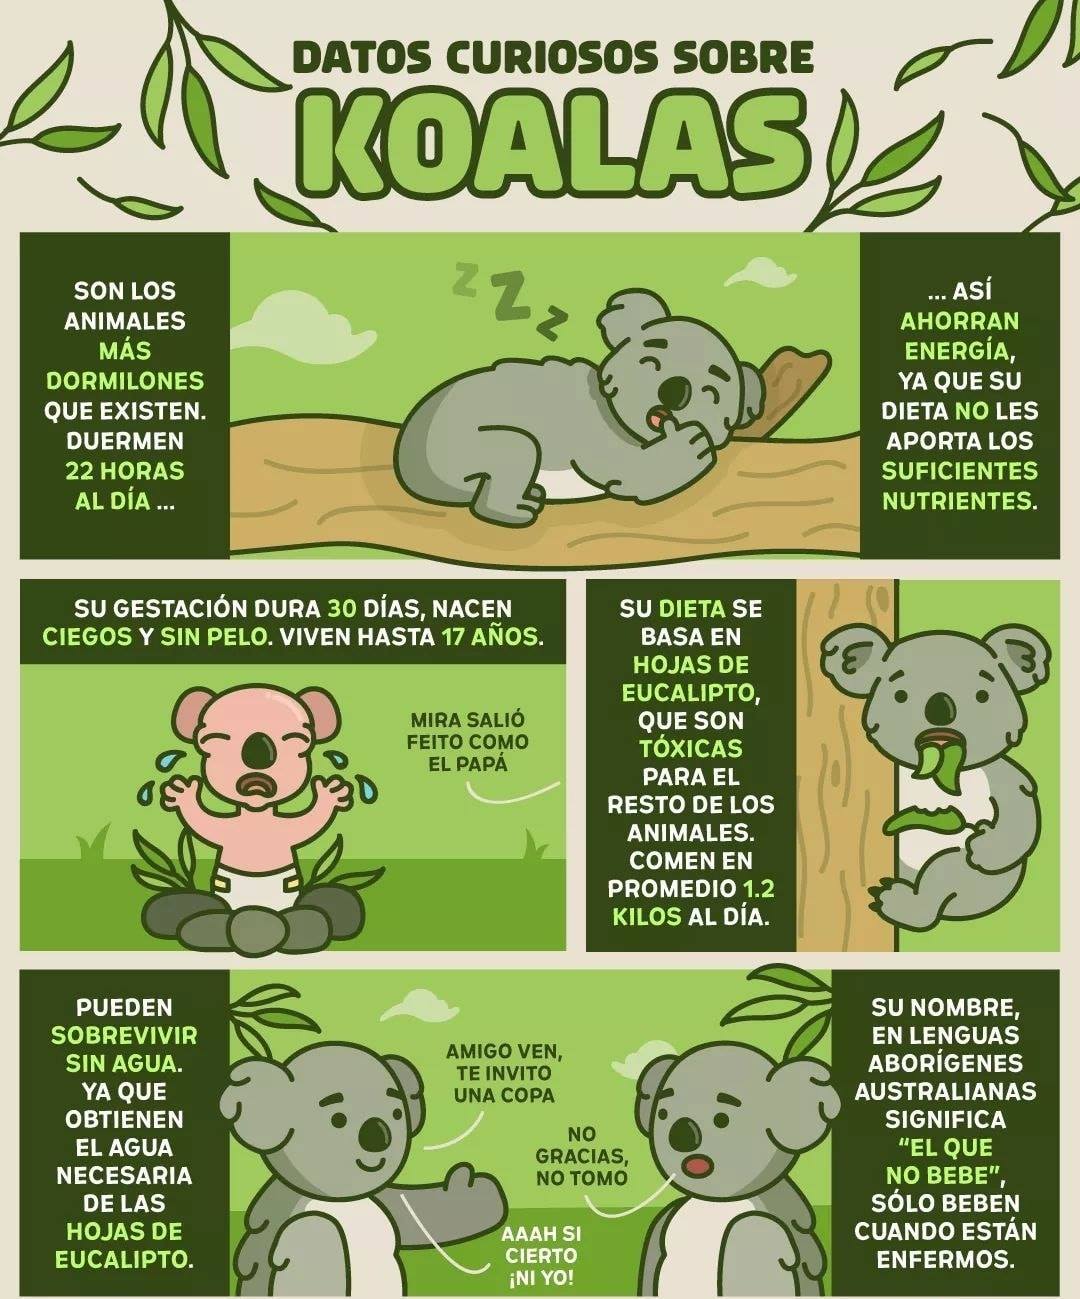 DATOS CURIOSOS SOBRE
KOALAS
SON LOS
ANIMALES
MÁS
DORMILONES
QUE EXISTEN.
DUERMEN
22 HORAS
AL DÍA ...
Z Z Z
... ASÍ
AHORRAN
ENERGÍA,
YA QUE SU
DIETA NO LES
APORTA LOS
SUFICIENTES
NUTRIENTES.
SU GESTACIÓN DURA 30 DÍAS, NACEN
CIEGOS Y SIN PELO. VIVEN HASTA 17 AÑOS.
MIRA SALIÓ
FEITO COMO
EL PAPÁ
SU DIETA SE
BASA EN
HOJAS DE
EUCALIPTO,
QUE SON
TÓXICAS
PARA EL
RESTO DE LOS
ANIMALES.
COMEN EN
PROMEDIO 1.2
KILOS AL DÍA.
PUEDEN
SOBREVIVIR
SIN AGUA.
YA QUE
OBTIENEN
EL AGUA
NECESARIA
DE LAS
HOJAS DE
EUCALIPTO.
AMIGO VEN,
TE INVITO
UNA COPA
NO
GRACIAS,
NO TOMO
AAAH SI
CIERTO
¡NI YO!
SU NOMBRE,
EN LENGUAS
ABORÍGENES
AUSTRALIANAS
SIGNIFICA
“EL QUE
NO BEBE”,
SÓLO BEBEN
CUANDO ESTÁN
ENFERMOS.